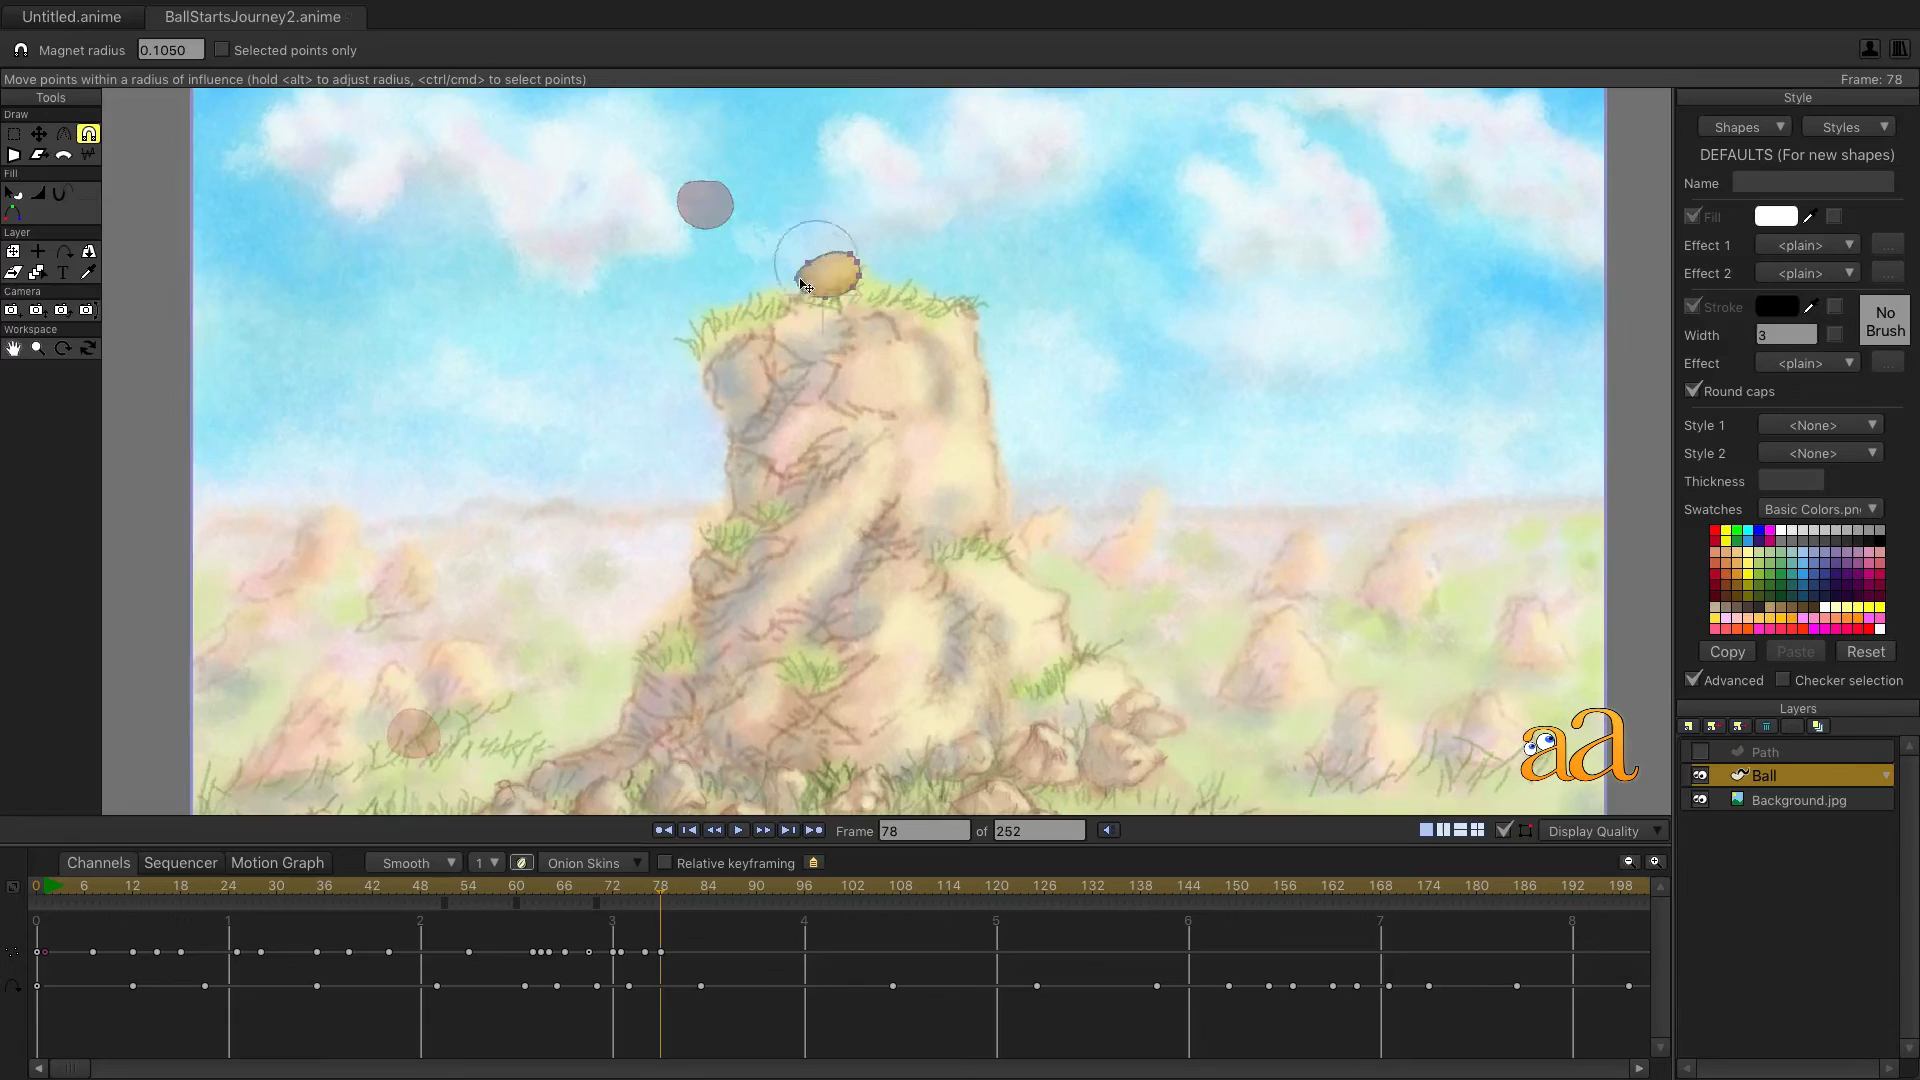 Untitled.anime BallStartsJourney2.anime
Magnet radius 0.1050 Selected points only
Move points within a radius of influence (hold <alt> to adjust radius, <ctrl/cmd> to select points) Frame: 78
Tools
Draw
Fill
Layer
T
Camera
Workspace
Style
Shapes Styles
DEFAULTS (For new shapes)
Name
Fill
Effect 1 <plain> ...
Effect 2 <plain> ...
Stroke
No Brush
Width 3
Effect <plain> ...
Round caps
Style 1 <None>
Style 2 <None>
Thickness
Swatches Basic Colors.pn
Copy Paste Reset
Advanced Checker selection
Layers
Path
Ball
Background.jpg
aa
Frame 78 of 252 Display Quality
Channels Sequencer Motion Graph Smooth 1 Onion Skins Relative keyframing
0 6 12 18 24 30 36 42 48 54 60 66 72 78 84 90 96 102 108 114 120 126 132 138 144 150 156 162 168 174 180 186 192 198
0 1 2 3 4 5 6 7 8